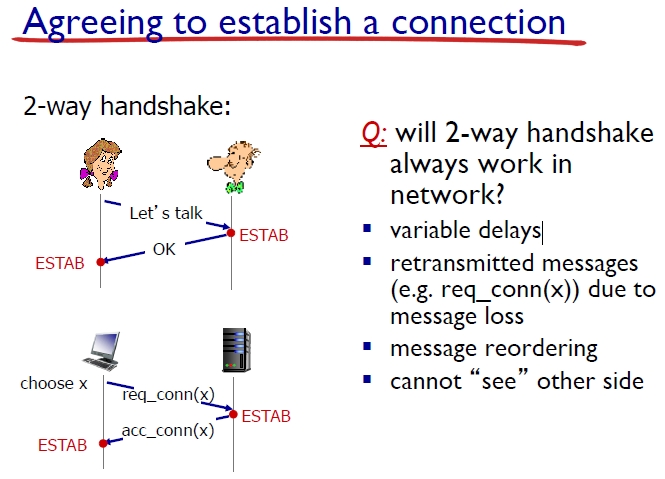 Agreeing to establish a connection
2-way handshake:
Let’s talk
ESTAB
OK
ESTAB
choose x
req_conn(x)
ESTAB
acc_conn(x)
ESTAB
Q: will 2-way handshake
always work in
network?
▪ variable delays
▪ retransmitted messages
(e.g. req_conn(x)) due to
message loss
▪ message reordering
▪ cannot “see” other side